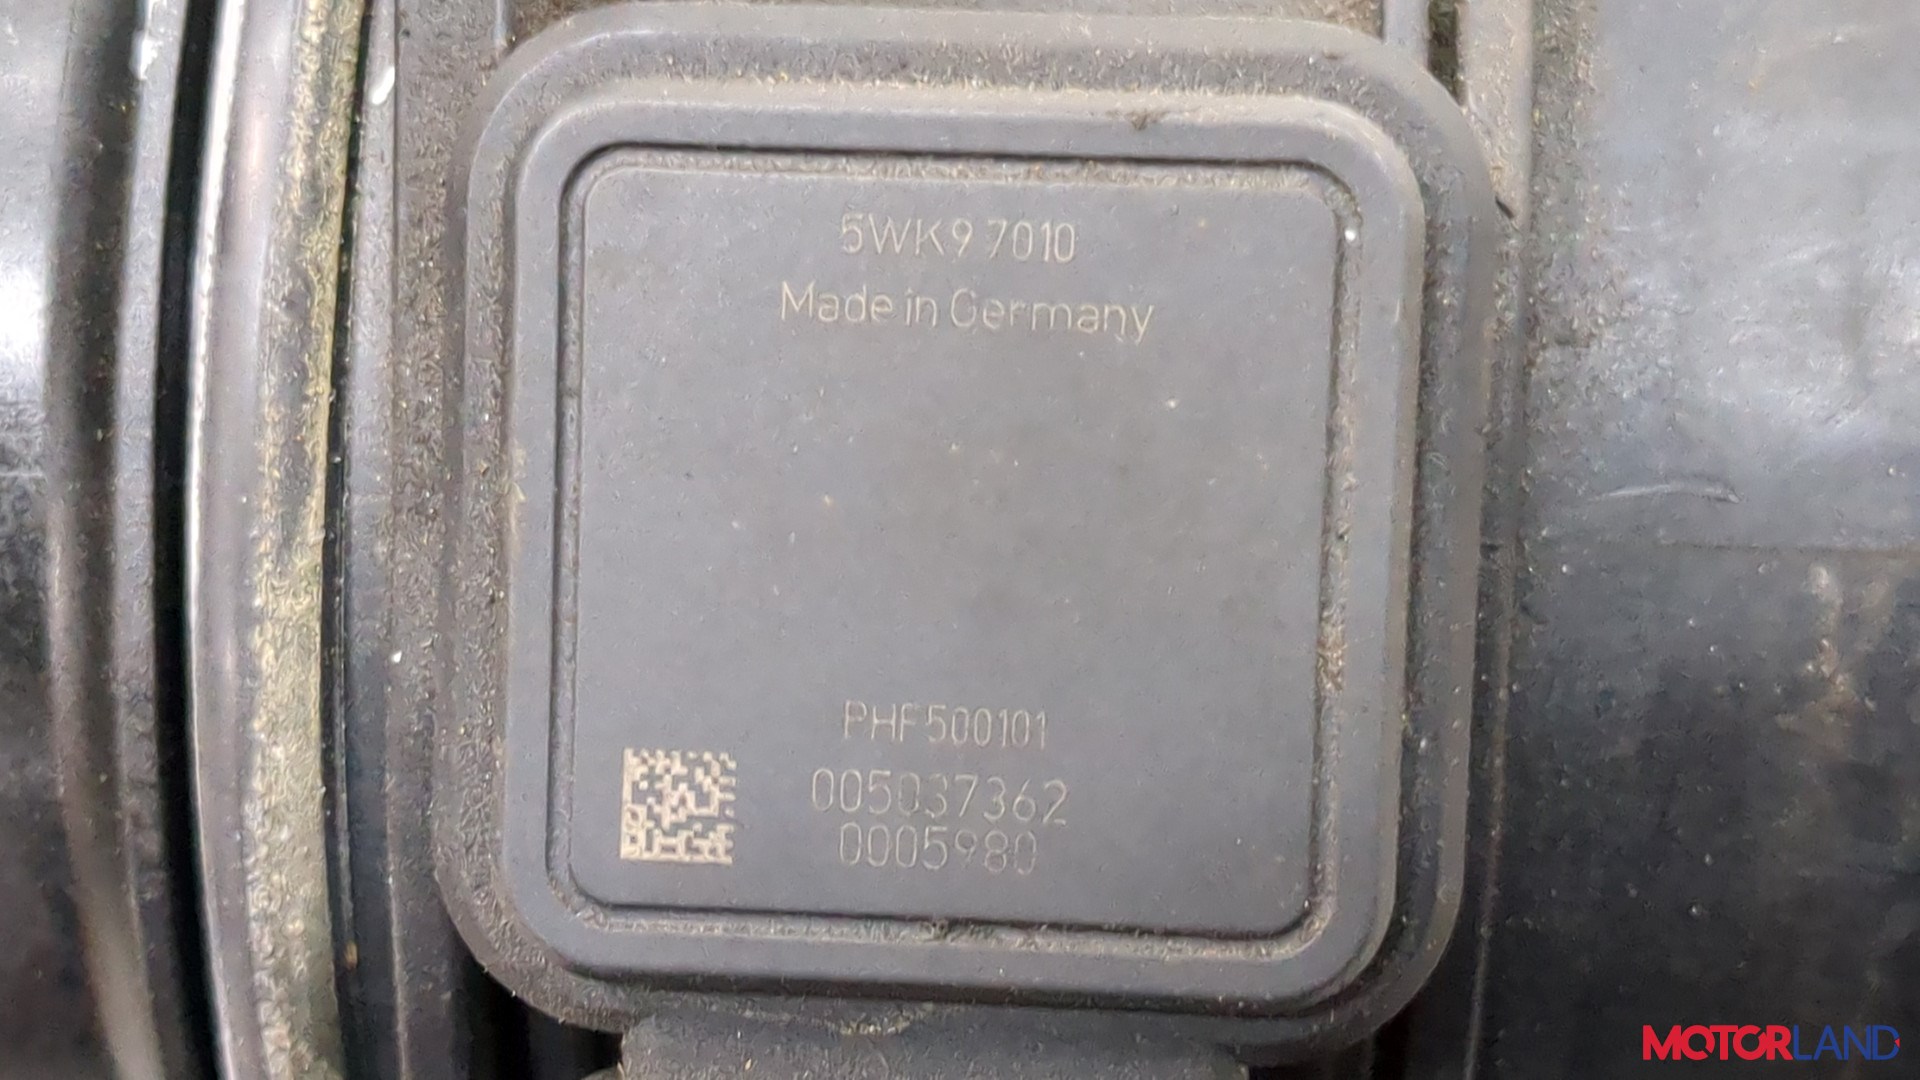 5WK9 7010
Made in Germany
PHF500101
005037362
0005980
MOTORLAND